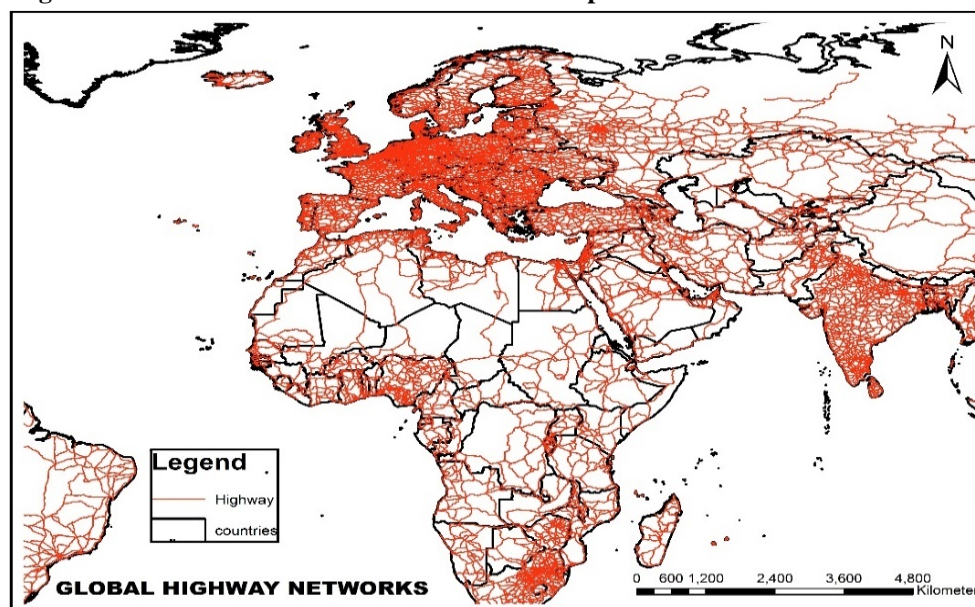 N
Legend
Highway
countries
GLOBAL HIGHWAY NETWORKS
0 600 1,200 2,400 3,600 4,800
Kilometer